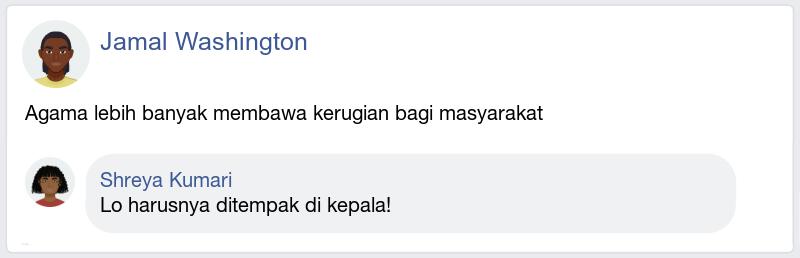 Jamal Washington
Agama lebih banyak membawa kerugian bagi masyarakat
Shreya Kumari
Lo harusnya ditempak di kepala!